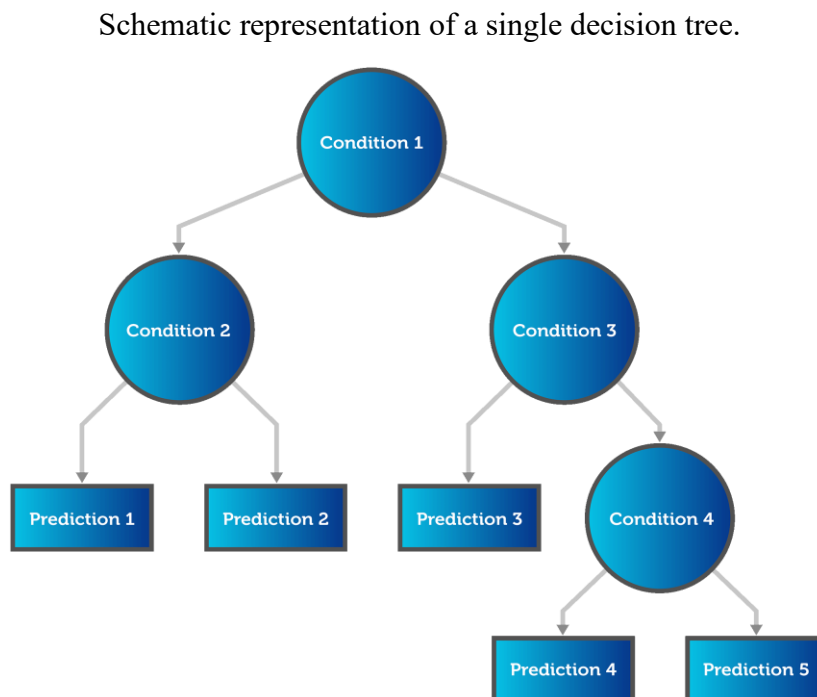 Schematic representation of a single decision tree.
Condition 1
Condition 2
Condition 3
Prediction 1
Prediction 2
Prediction 3
Condition 4
Prediction 4
Prediction 5